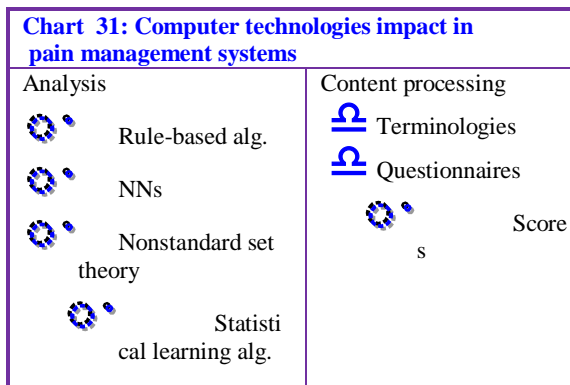 Chart 31: Computer technologies impact in
pain management systems
Analysis
Rule-based alg.
NNs
Nonstandard set
theory
Statisti
cal learning alg.
Content processing
Terminologies
Questionnaires
Score
s